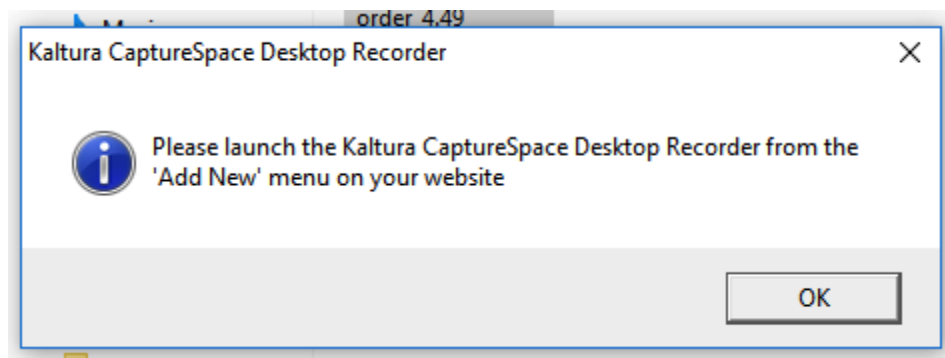 order 4.49
Kaltura CaptureSpace Desktop Recorder
Please launch the Kaltura CaptureSpace Desktop Recorder from the
'Add New' menu on your website
OK